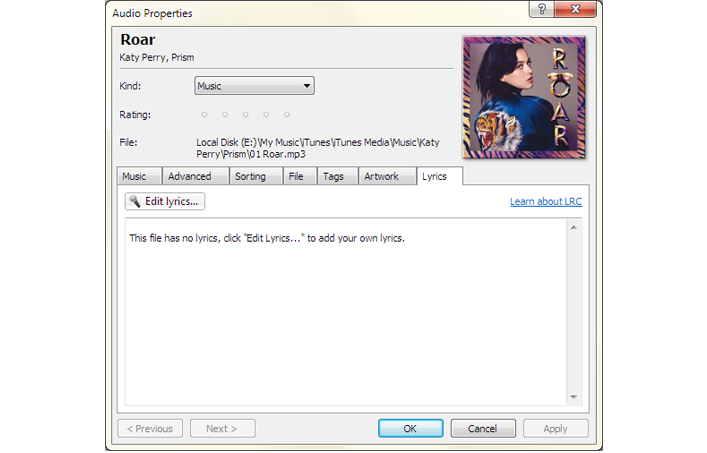 Audio Properties
Roar
Katy Perry, Prism
Kind:
Music
Rating:
File:
Local Disk (E:)\My Music\iTunes\iTunes Media\Music\Katy
Perry\Prism\01 Roar.mp3
ROAR
Music Advanced Sorting File Tags Artwork Lyrics
Edit lyrics...
Learn about LRC
This file has no lyrics, click "Edit Lyrics..." to add your own lyrics.
< Previous Next > OK Cancel Apply